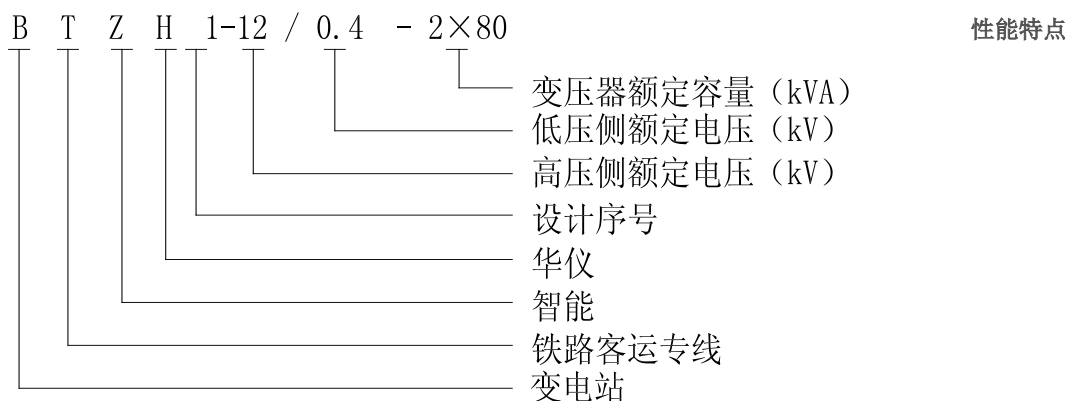 B T Z H 1-12 / 0.4 - 2×80
性能特点
变压器额定容量（kVA）
低压侧额定电压（kV）
高压侧额定电压（kV）
设计序号
华仪
智能
铁路客运专线
变电站